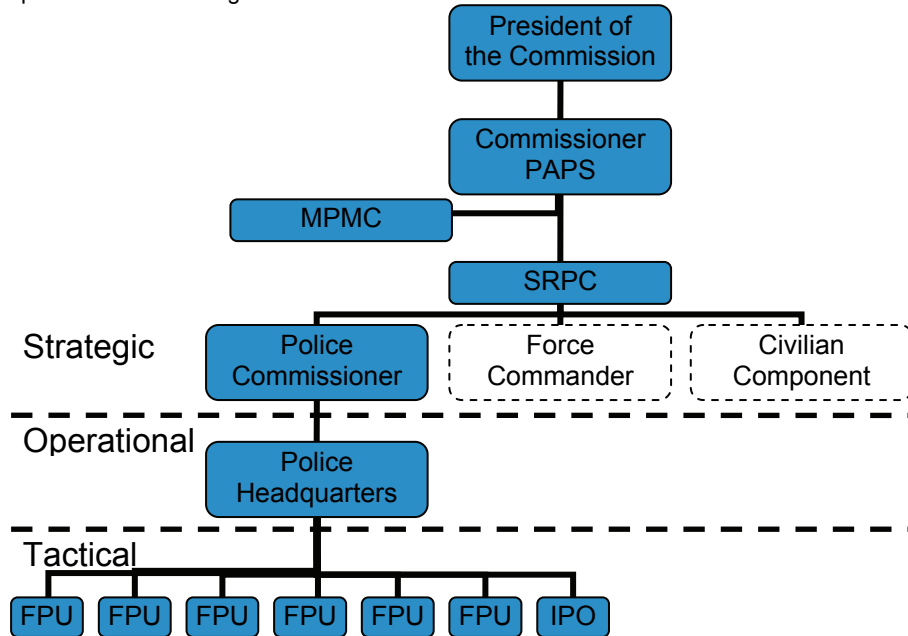 President of
the Commission
Commissioner
PAPS
MPMC
SRPC
Strategic
Police
Commissioner
Force
Commander
Civilian
Component
Operational
Police
Headquarters
Tactical
FPU FPU FPU FPU FPU FPU IPO